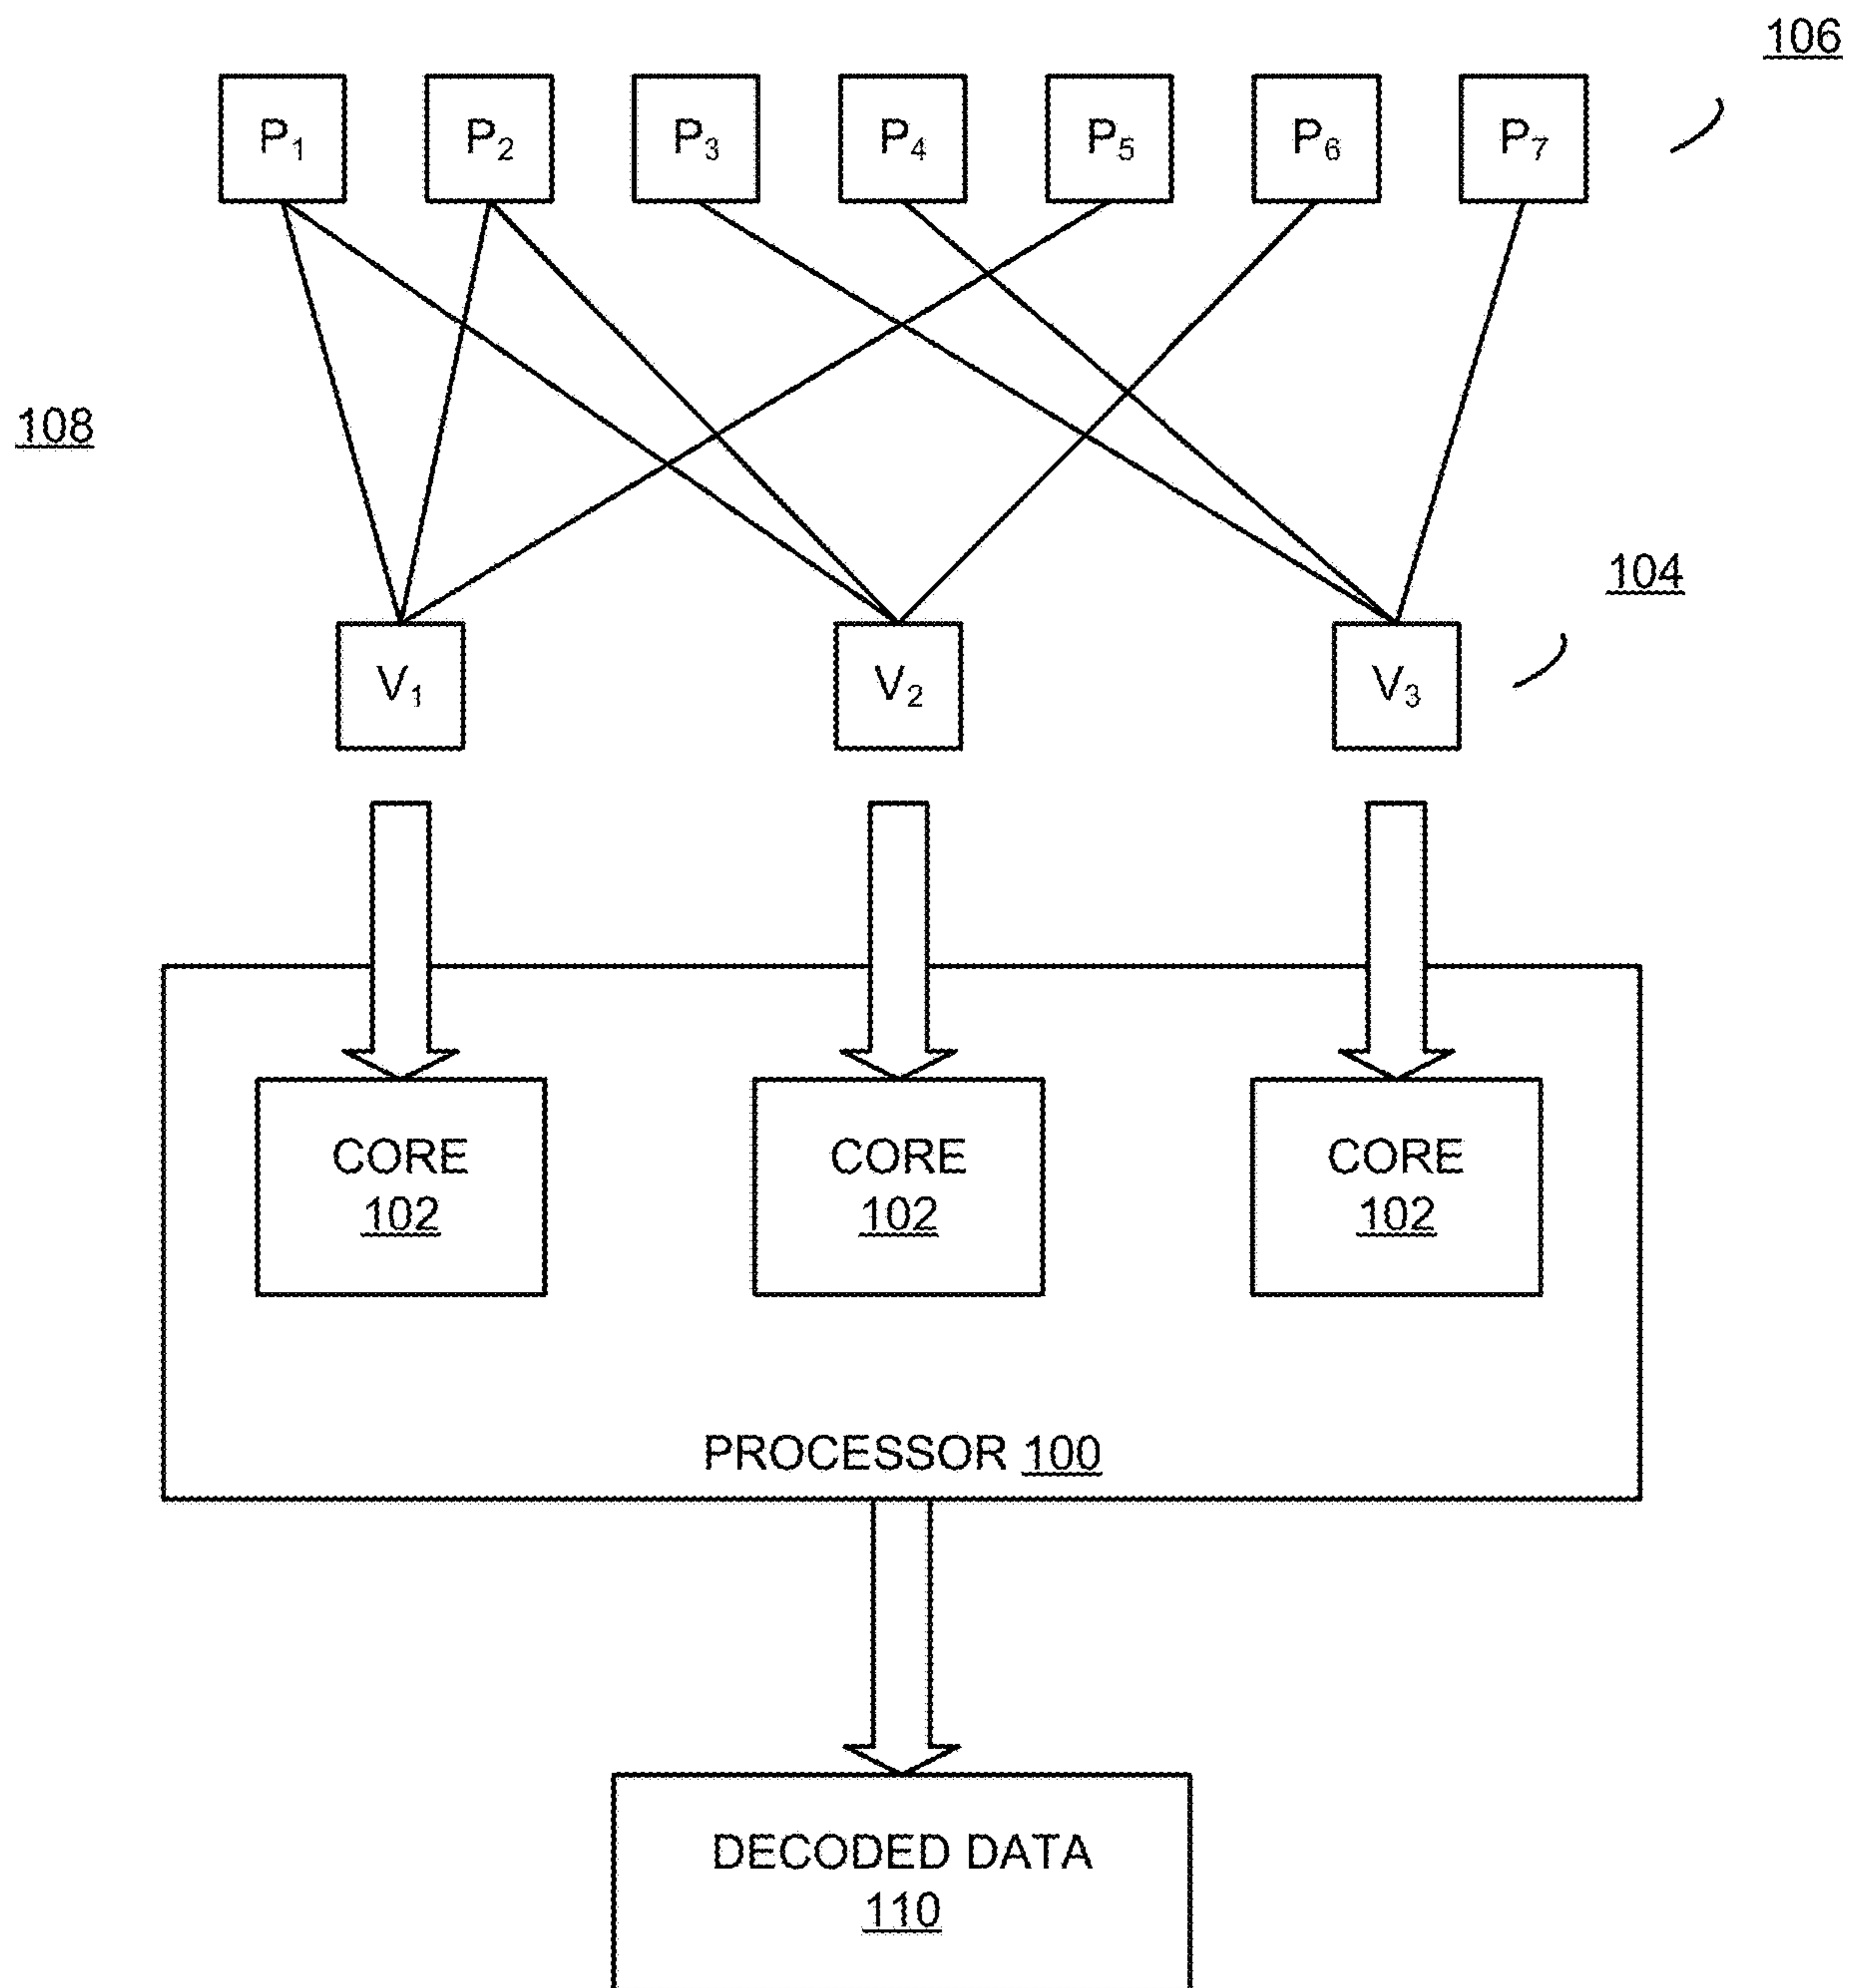 106
P₁ P₂ P₃ P₄ P₅ P₆ P₇
108
104
V₁ V₂ V₃
CORE CORE CORE
102 102 102
PROCESSOR 100
DECODED DATA
110